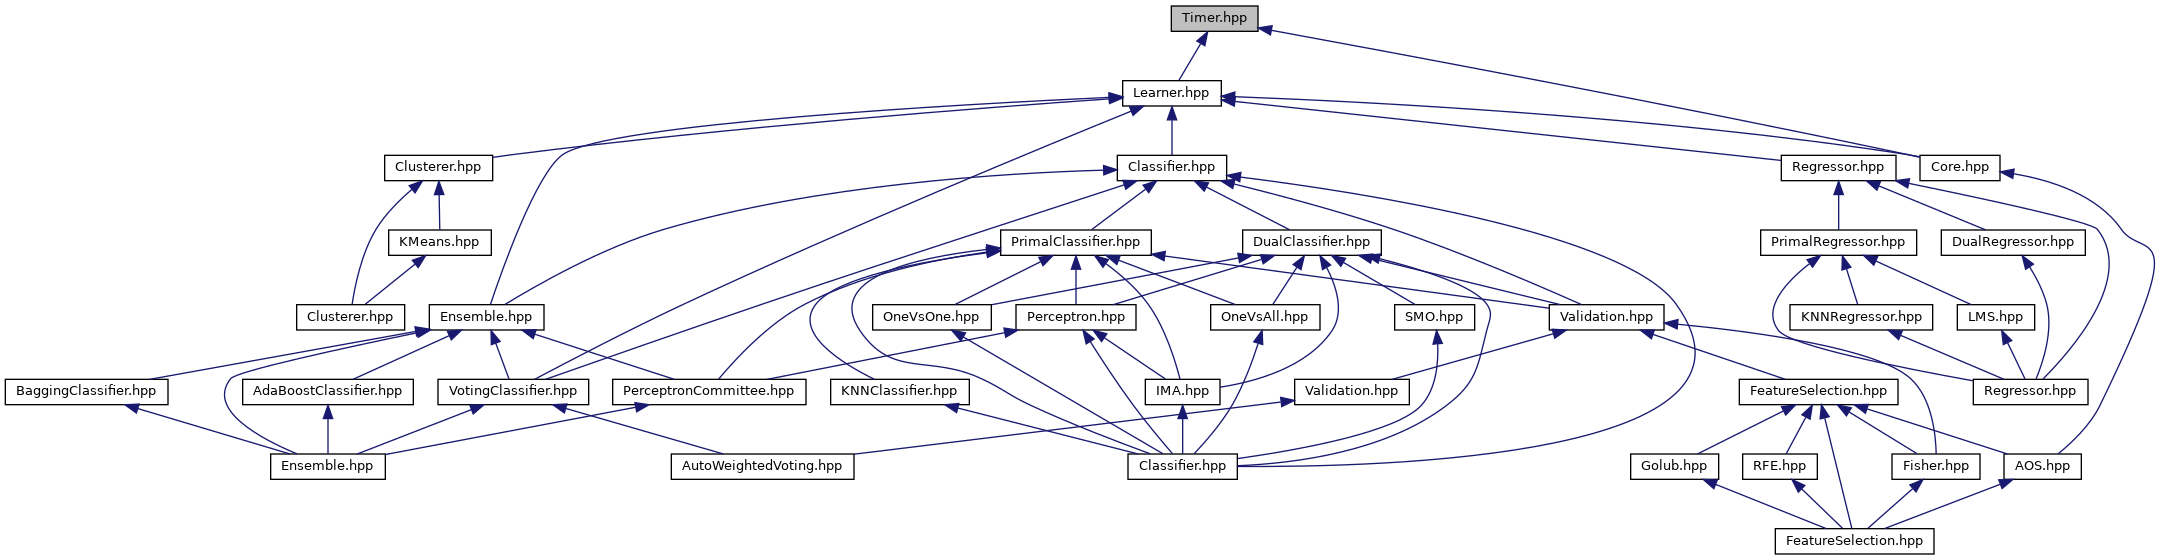 Timer.hpp
Learner.hpp
Clusterer.hpp
Classifier.hpp
Regressor.hpp
Core.hpp
KMeans.hpp
PrimalClassifier.hpp
DualClassifier.hpp
PrimalRegressor.hpp
DualRegressor.hpp
Clusterer.hpp
Ensemble.hpp
OneVsOne.hpp
Perceptron.hpp
OneVsAll.hpp
SMO.hpp
Validation.hpp
KNNRegressor.hpp
LMS.hpp
BaggingClassifier.hpp
AdaBoostClassifier.hpp
VotingClassifier.hpp
PerceptronCommittee.hpp
KNNClassifier.hpp
IMA.hpp
Validation.hpp
FeatureSelection.hpp
Regressor.hpp
Ensemble.hpp
AutoWeightedVoting.hpp
Classifier.hpp
Golub.hpp
RFE.hpp
Fisher.hpp
AOS.hpp
FeatureSelection.hpp